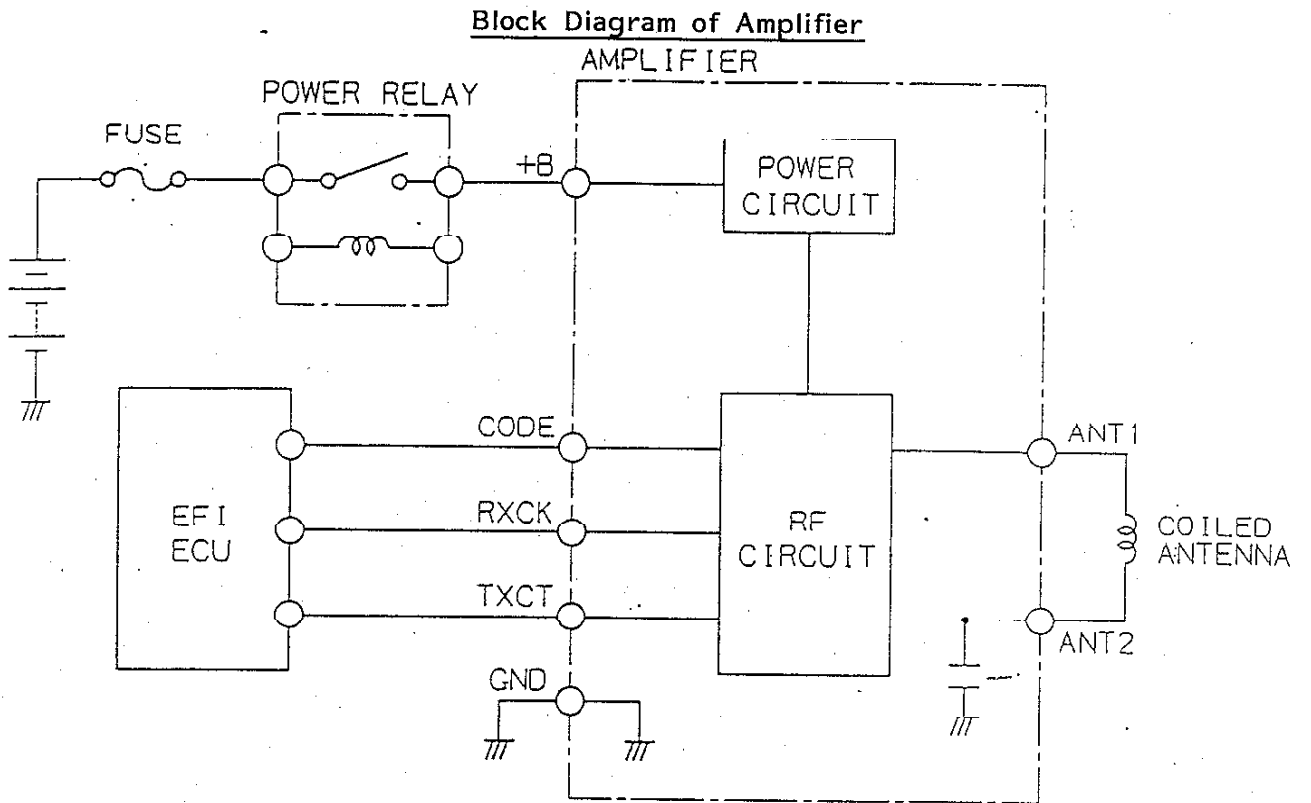 Block Diagram of Amplifier
AMPLIFIER
POWER RELAY
FUSE
+B
POWER
CIRCUIT
EFI
ECU
CODE
RXCK
TXCT
GND
RF
CIRCUIT
ANT1
COILED
ANTENNA
ANT2